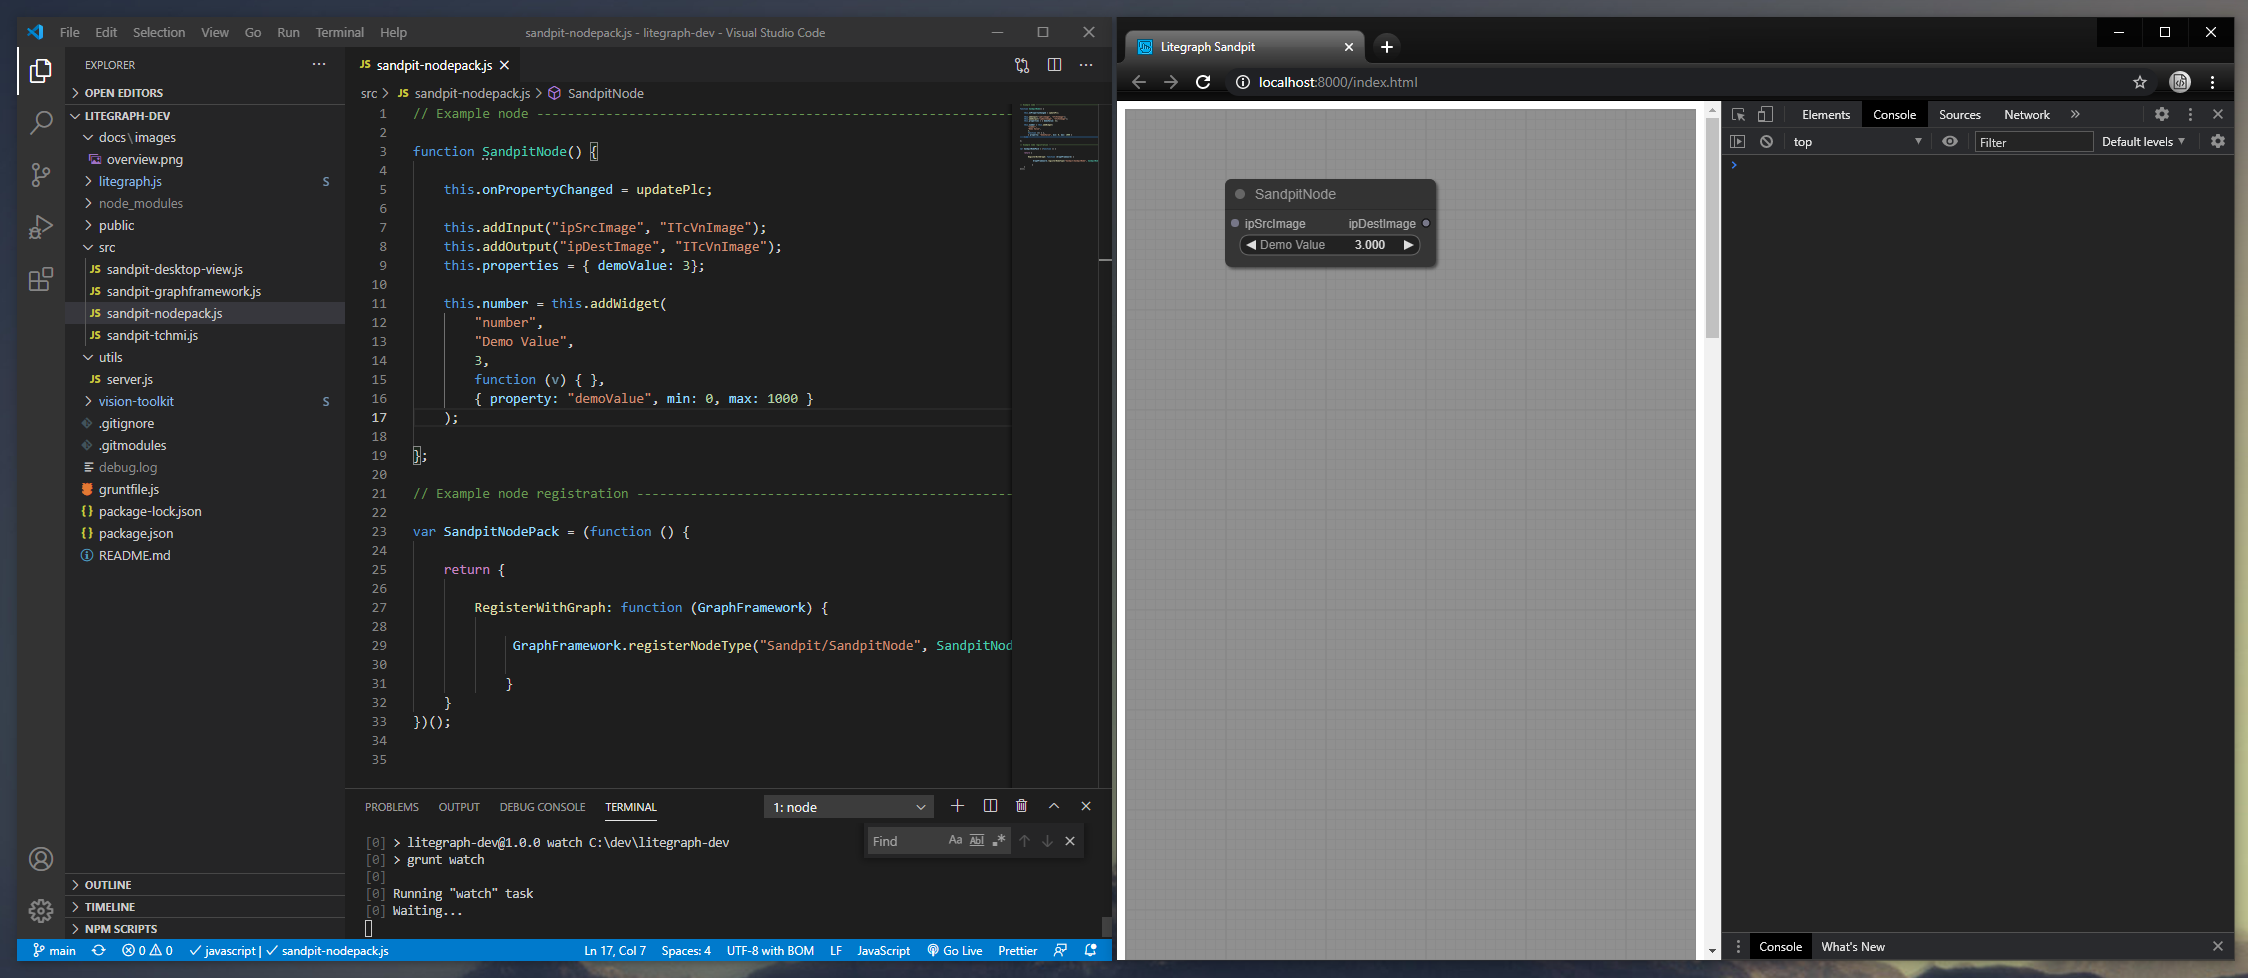 File Edit Selection View Go Run Terminal Help
sandpit-nodepack.js - litegraph-dev - Visual Studio Code
EXPLORER
OPEN EDITORS
LITEGRAPH-DEV
docs\images
overview.png
litegraph.js S
node_modules
public
src
JS sandpit-desktop-view.js
JS sandpit-graphframework.js
JS sandpit-nodepack.js
JS sandpit-tchmi.js
utils
JS server.js
vision-toolkit S
.gitignore
.gitmodules
debug.log
gruntfile.js
{} package-lock.json
{} package.json
README.md
OUTLINE
TIMELINE
NPM SCRIPTS
JS sandpit-nodepack.js
src > JS sandpit-nodepack.js > SandpitNode
1 // Example node ------------------------------------------------------------
2
3 function SandpitNode() {
4
5 this.onPropertyChanged = updatePlc;
6
7 this.addInput("ipSrcImage", "ITcVnImage");
8 this.addOutput("ipDestImage", "ITcVnImage");
9 this.properties = { demoValue: 3};
10
11 this.number = this.addWidget(
12 "number",
13 "Demo Value",
14 3,
15 function (v) { },
16 { property: "demoValue", min: 0, max: 1000 }
17 );
18
19 };
20
21 // Example node registration -----------------------------------------------
22
23 var SandpitNodePack = (function () {
24
25 return {
26
27 RegisterWithGraph: function (GraphFramework) {
28
29 GraphFramework.registerNodeType("Sandpit/SandpitNode", SandpitNod
30
31 }
32 }
33 })();
34
35
PROBLEMS OUTPUT DEBUG CONSOLE TERMINAL
1: node
Find Aa Abl .*
[0] > litegraph-dev@1.0.0 watch C:\dev\litegraph-dev
[0] > grunt watch
[0]
[0] Running "watch" task
[0] Waiting...
main 0 0 javascript | sandpit-nodepack.js Ln 17, Col 7 Spaces: 4 UTF-8 with BOM LF JavaScript Go Live Prettier
Litegraph Sandpit
localhost:8000/index.html
SandpitNode
ipSrcImage ipDestImage
Demo Value 3.000
Elements Console Sources Network »
top Filter Default levels
>
Console What's New